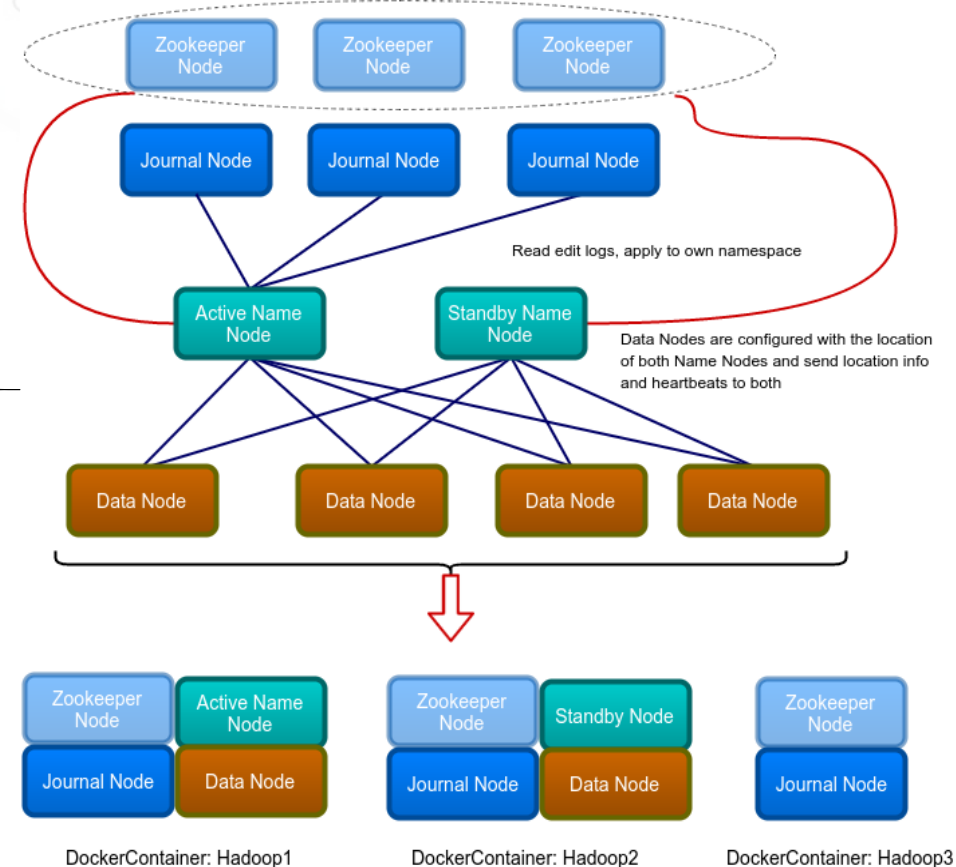 Zookeeper
Node
Zookeeper
Node
Zookeeper
Node
Journal Node
Journal Node
Journal Node
Read edit logs, apply to own namespace
Active Name
Node
Standby Name
Node
Data Nodes are configured with the location
of both Name Nodes and send location info
and heartbeats to both
Data Node
Data Node
Data Node
Data Node
Zookeeper
Node
Active Name
Node
Journal Node
Data Node
Zookeeper
Node
Standby Node
Journal Node
Data Node
Zookeeper
Node
Journal Node
DockerContainer: Hadoop1
DockerContainer: Hadoop2
DockerContainer: Hadoop3